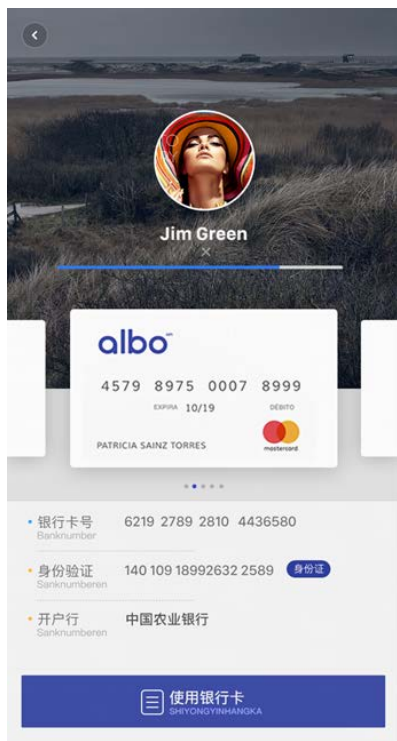 Jim Green
albo
4579 8975 0007 8999
EXPIRA 10/19 DÉBITO
PATRICIA SAINZ TORRES
mastercard
银行卡号 6219 2789 2810 4436580
Banknumber
身份验证 140 109 18992632 2589 身份证
Sanknumberen
开户行 中国农业银行
Sanknumberen
使用银行卡
SHIYONGYINHANGKA